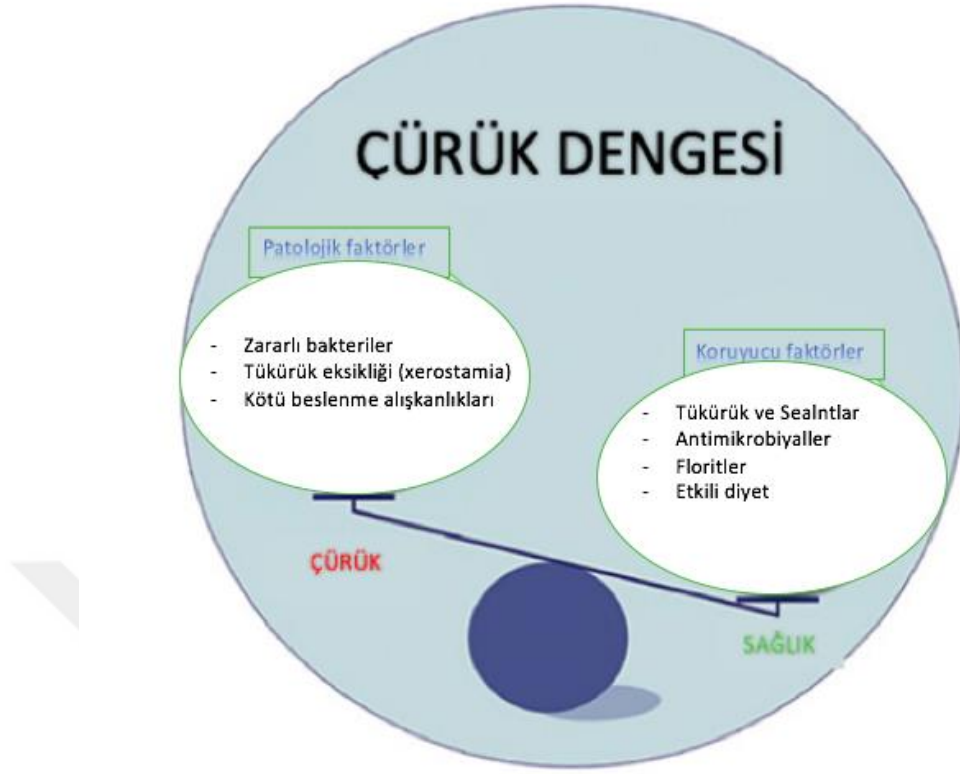 ÇÜRÜK DENGESİ
Patolojik faktörler
- Zararlı bakteriler
- Tükürük eksikliği (xerostamia)
- Kötü beslenme alışkanlıkları
Koruyucu faktörler
- Tükürük ve Sealntlar
- Antimikrobiyaller
- Floritler
- Etkili diyet
ÇÜRÜK
SAĞLIK